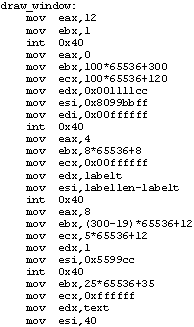 draw_window:
mov eax,12
mov ebx,1
int 0x40
mov eax,0
mov ebx,100*65536+300
mov ecx,100*65536+120
mov edx,0x001111cc
mov esi,0x8099bbff
mov edi,0x00ffffff
int 0x40
mov eax,4
mov ebx,8*65536+8
mov ecx,0x00ffffff
mov edx,labelt
mov esi,labellen-labelt
int 0x40
mov eax,8
mov ebx,(300-19)*65536+12
mov ecx,5*65536+12
mov edx,1
mov esi,0x5599cc
int 0x40
mov ebx,25*65536+35
mov ecx,0xffffff
mov edx,text
mov esi,40